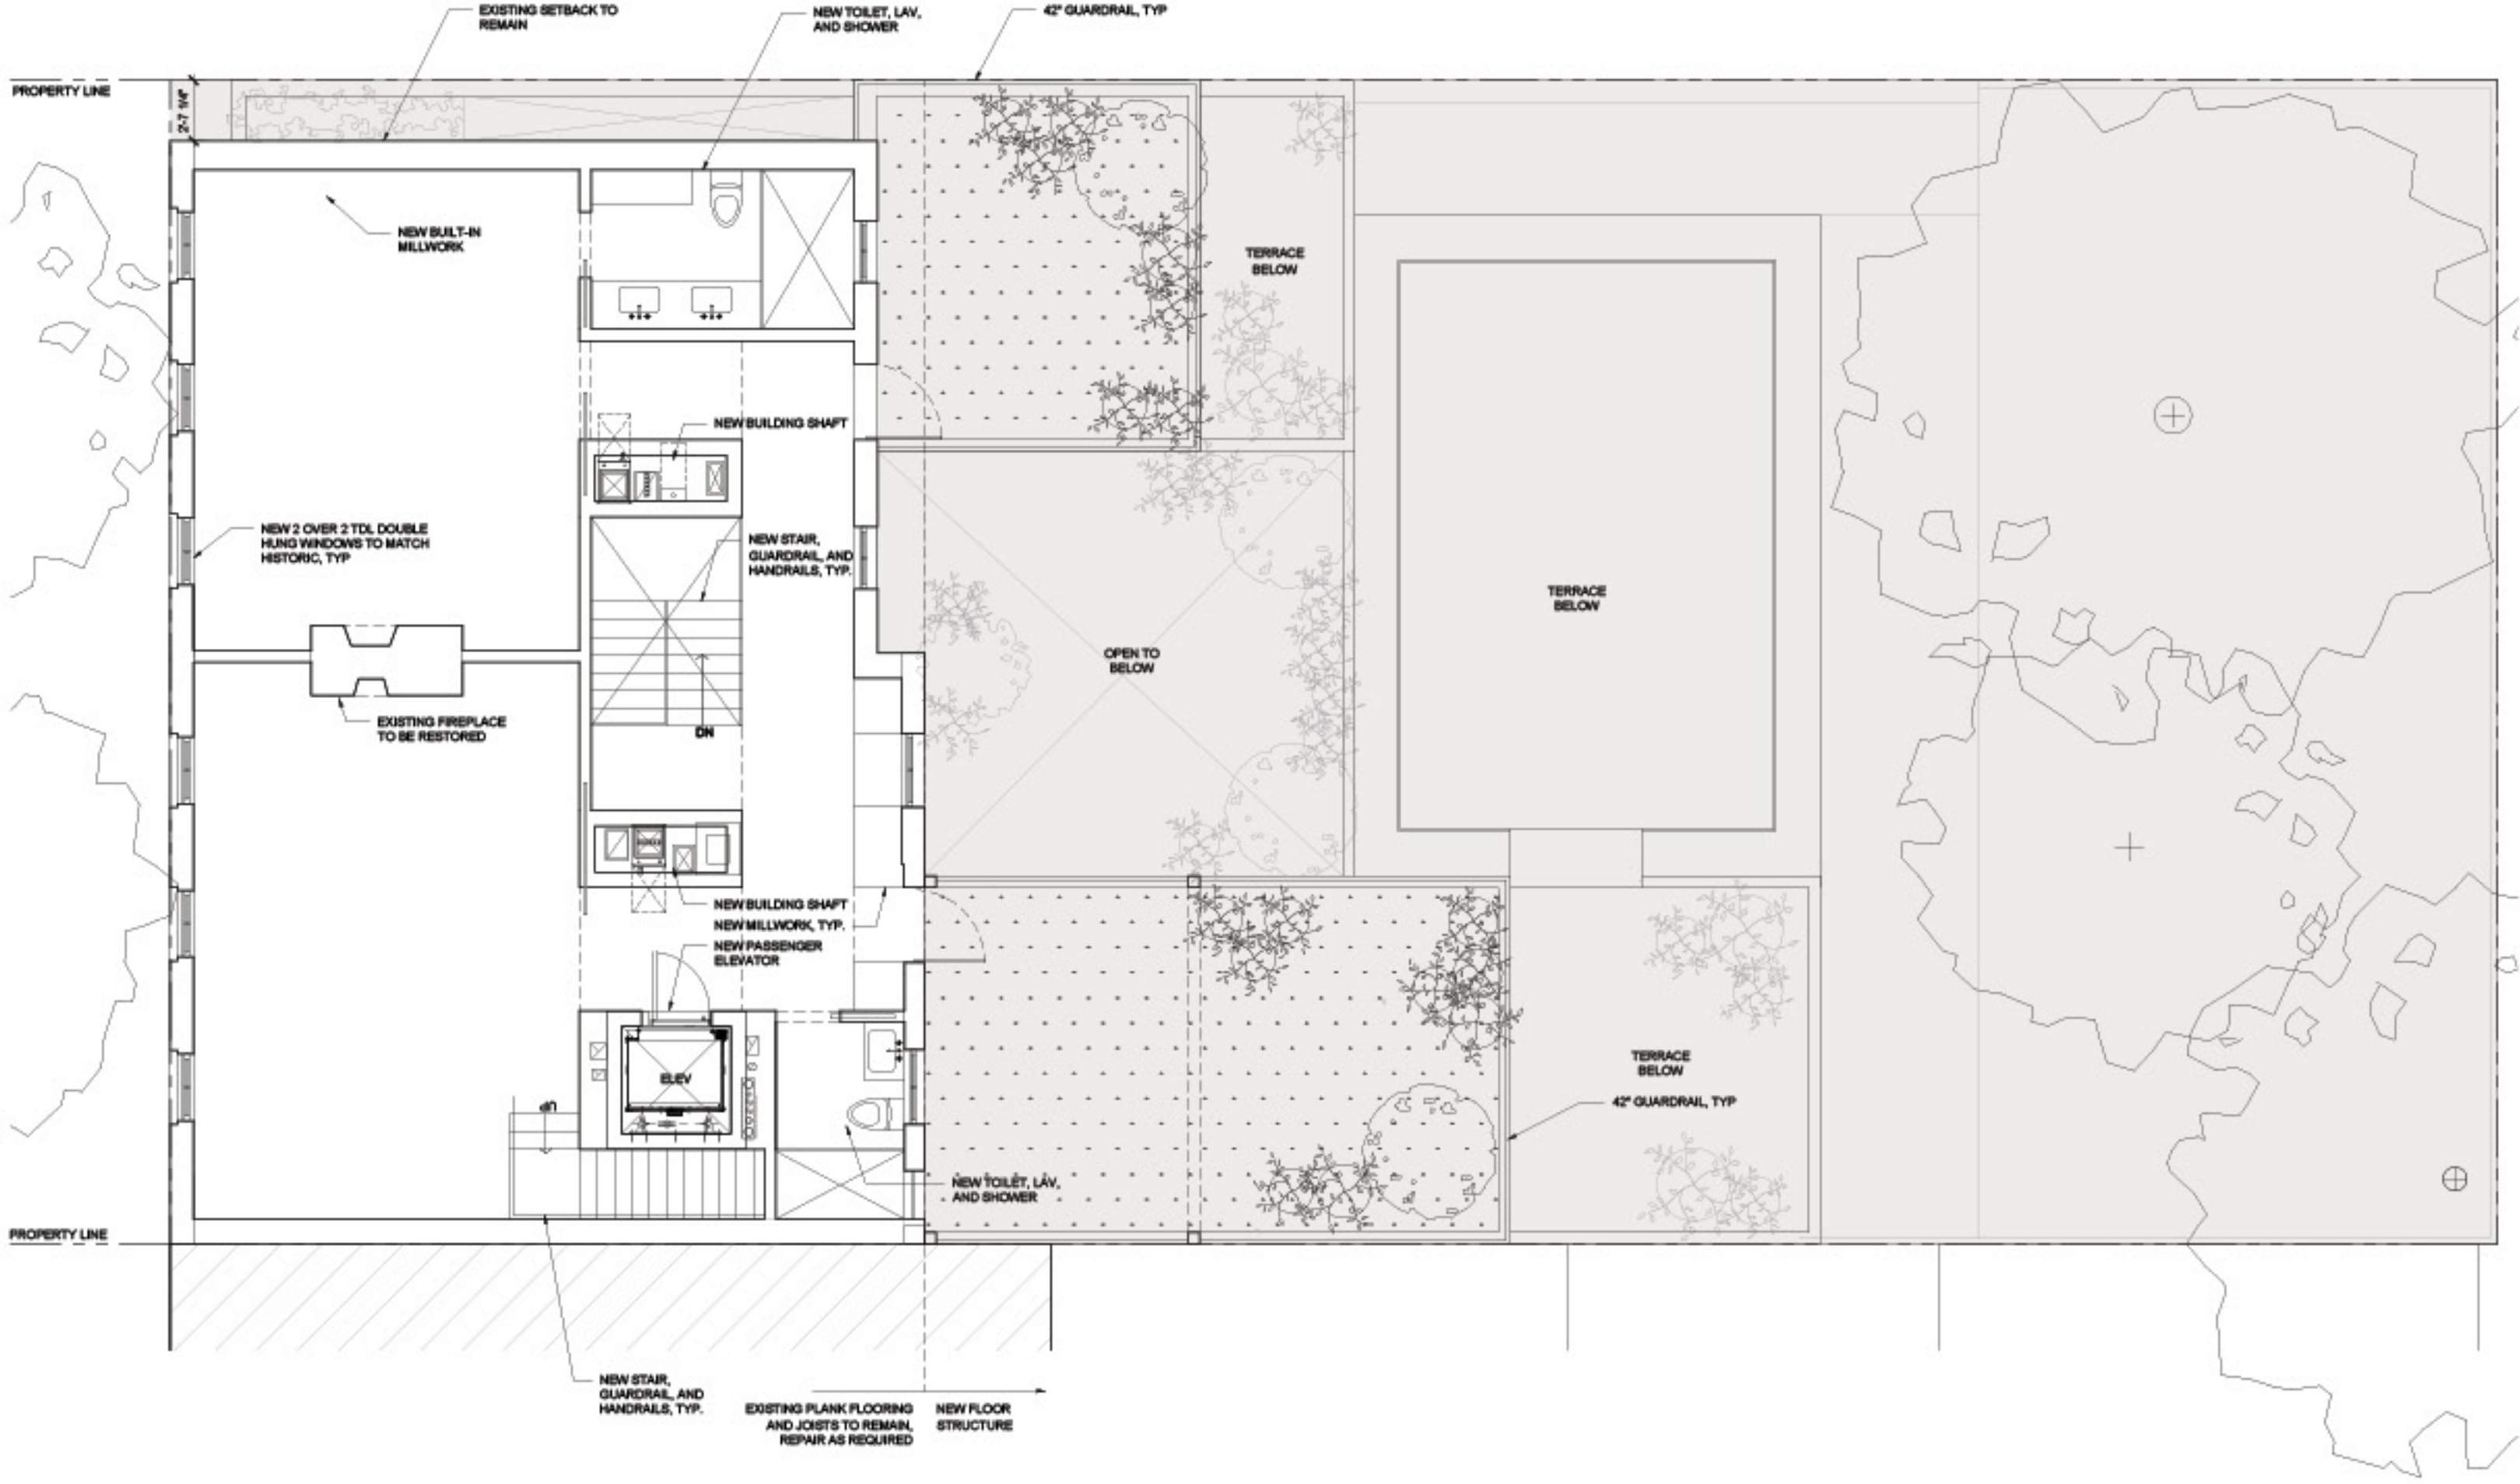 EXISTING SETBACK TO
REMAIN
NEW TOILET, LAV,
AND SHOWER
42" GUARDRAIL, TYP
PROPERTY LINE
2'-7 1/4"
NEW BUILT-IN
MILLWORK
TERRACE
BELOW
NEW BUILDING SHAFT
NEW 2 OVER 2 TDL DOUBLE
HUNG WINDOWS TO MATCH
HISTORIC, TYP
NEW STAIR,
GUARDRAIL, AND
HANDRAILS, TYP.
TERRACE
BELOW
OPEN TO
BELOW
EXISTING FIREPLACE
TO BE RESTORED
DN
NEW BUILDING SHAFT
NEW MILLWORK, TYP.
NEW PASSENGER
ELEVATOR
ELEV
TERRACE
BELOW
42" GUARDRAIL, TYP
UP
NEW TOILET, LAV,
AND SHOWER
PROPERTY LINE
NEW STAIR,
GUARDRAIL, AND
HANDRAILS, TYP.
EXISTING PLANK FLOORING
AND JOISTS TO REMAIN,
REPAIR AS REQUIRED
NEW FLOOR
STRUCTURE